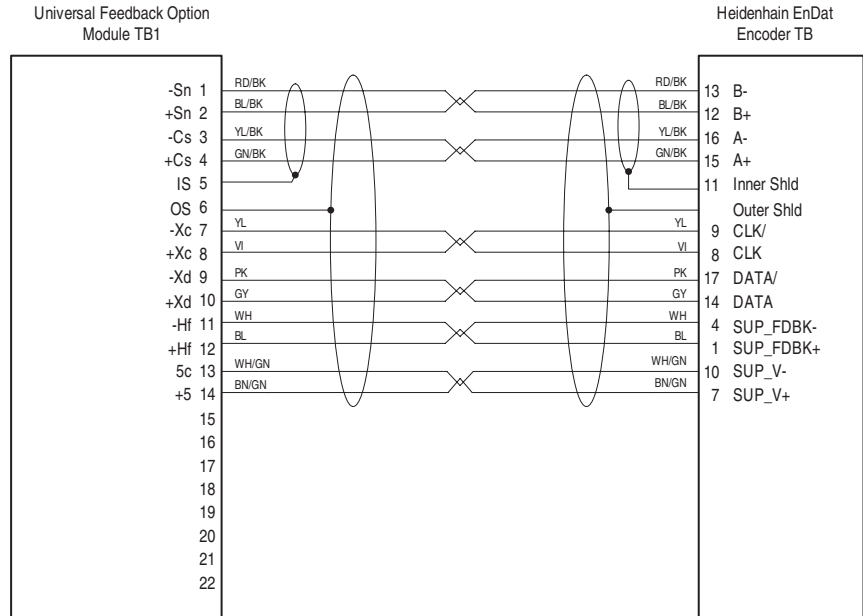 Universal Feedback Option
Module TB1
Heidenhain EnDat
Encoder TB
-Sn 1 RD/BK RD/BK 13 B-
+Sn 2 BL/BK BL/BK 12 B+
-Cs 3 YL/BK YL/BK 16 A-
+Cs 4 GN/BK GN/BK 15 A+
IS 5 11 Inner Shld
OS 6 Outer Shld
-Xc 7 YL YL 9 CLK/
+Xc 8 VI VI 8 CLK
-Xd 9 PK PK 17 DATA/
+Xd 10 GY GY 14 DATA
-Hf 11 WH WH 4 SUP_FDBK-
+Hf 12 BL BL 1 SUP_FDBK+
5c 13 WH/GN WH/GN 10 SUP_V-
+5 14 BN/GN BN/GN 7 SUP_V+
15
16
17
18
19
20
21
22